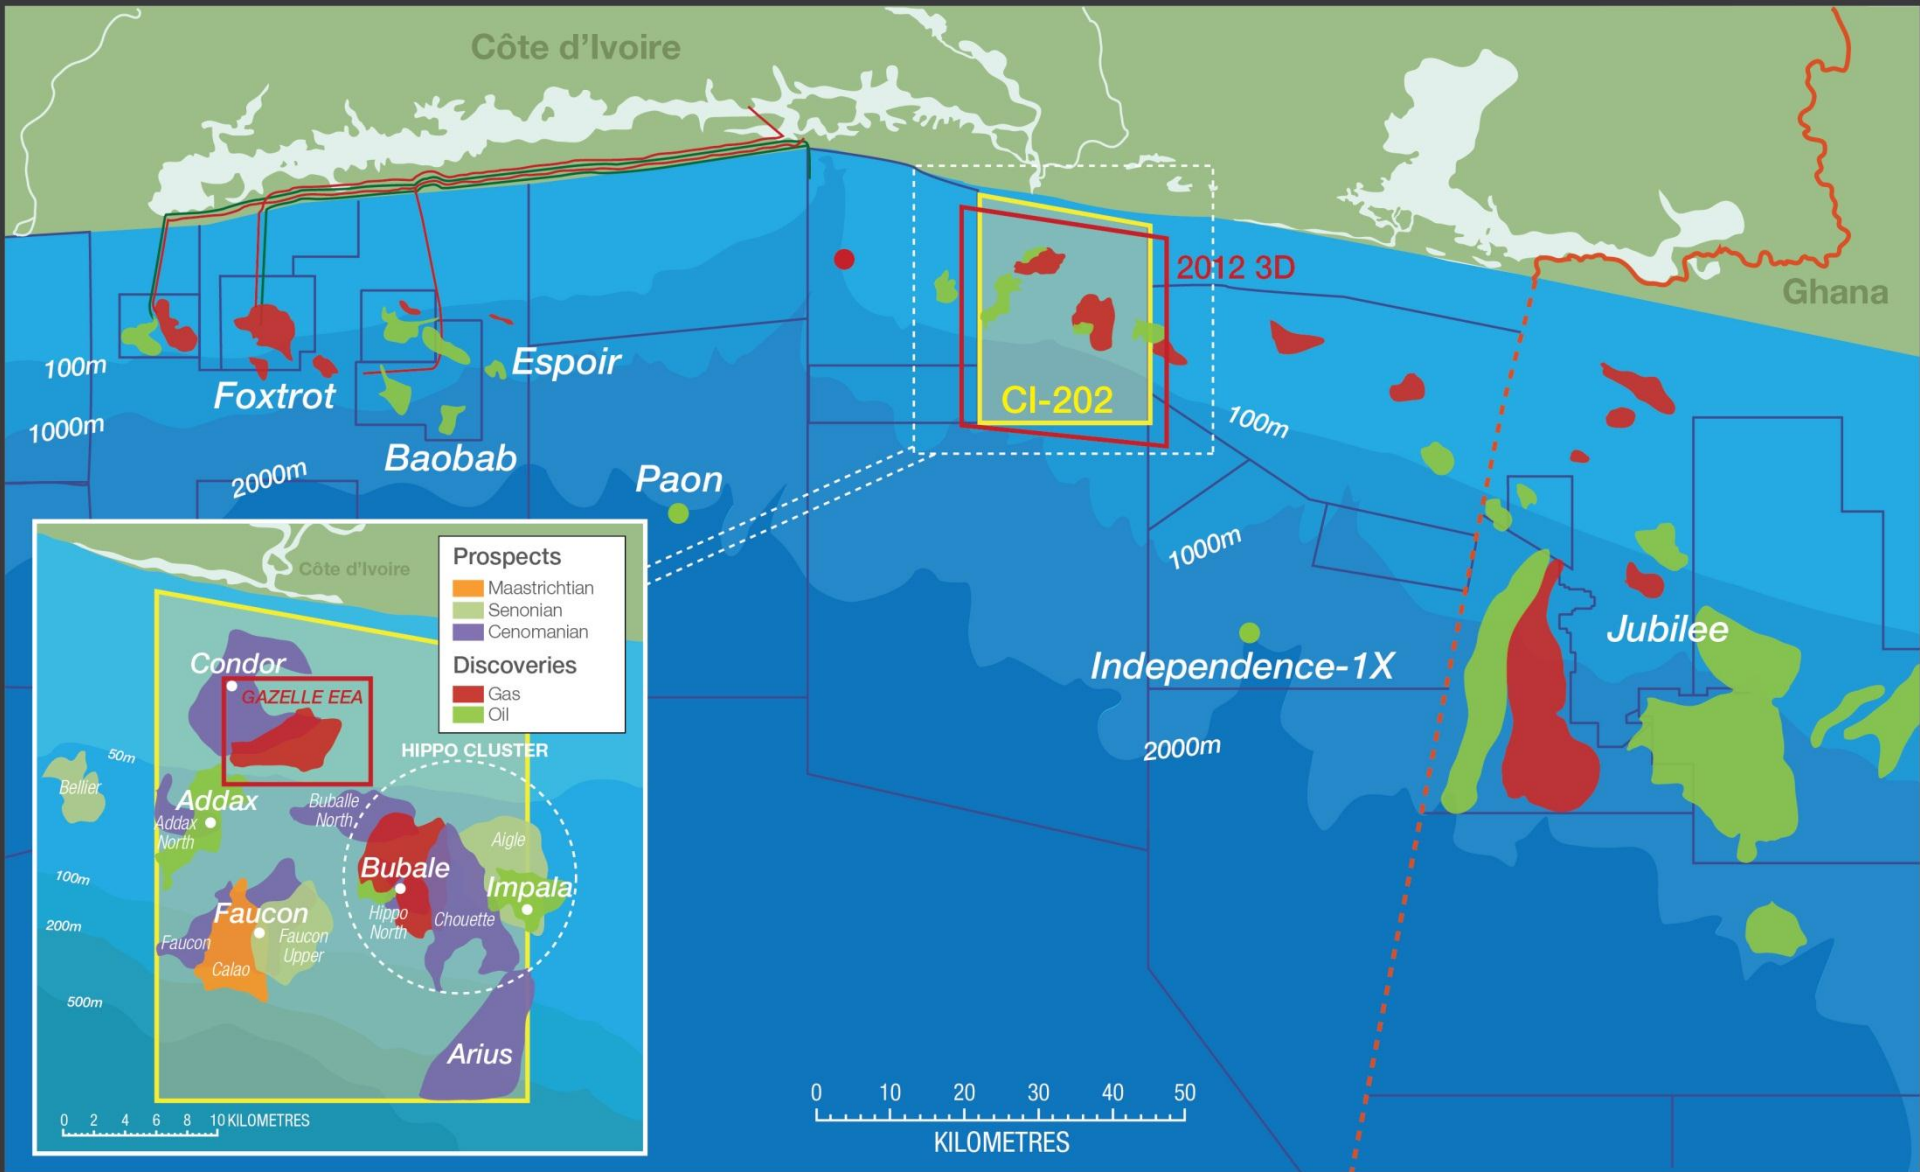 Côte d'Ivoire
2012 3D
Ghana
100m
Foxtrot
Espoir
CI-202
1000m
Baobab
100m
2000m
Paon
1000m
Jubilee
Independence-1X
2000m
Côte d'Ivoire
Prospects
Maastrichtian
Senonian
Cenomanian
Discoveries
Gas
Oil
Condor
GAZELLE EEA
HIPPO CLUSTER
50m
Bellier
Addax
Addax
North
Buballe
North
Aigle
Bubale
Impala
100m
Hippo
North
Chouette
Faucon
200m
Faucon
Faucon
Upper
Calao
500m
Arius
0 2 4 6 8 10 KILOMETRES
0 10 20 30 40 50
KILOMETRES